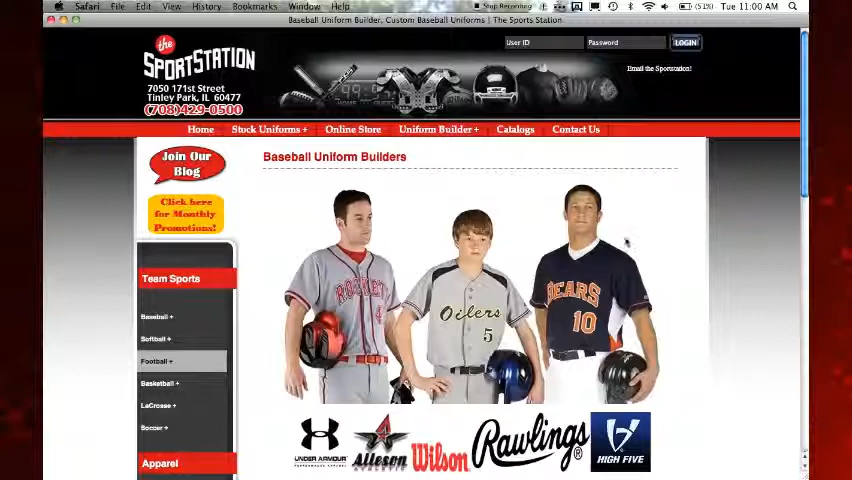 Safari File Edit View History Bookmarks Window Help Stop Recording (51%) Tue 11:00 AM
Baseball Uniform Builder, Custom Baseball Uniforms | The Sports Station
the
SPORTSTATION
7050 171st Street
Tinley Park, IL 60477
(708)429-0500
User ID Password LOGIN
Email the Sportstation!
Home Stock Uniforms + Online Store Uniform Builder + Catalogs Contact Us
Join Our
Blog
Click here
for Monthly
Promotions!
Team Sports
Baseball +
Softball +
Football +
Basketball +
LaCrosse +
Soccer +
Apparel
Baseball Uniform Builders
ROCKETS
4
Oilers
5
BEARS
10
UNDER ARMOUR
PERFORMANCE APPAREL
Alleson
ATHLETIC
Wilson
Rawlings®
HIGH FIVE